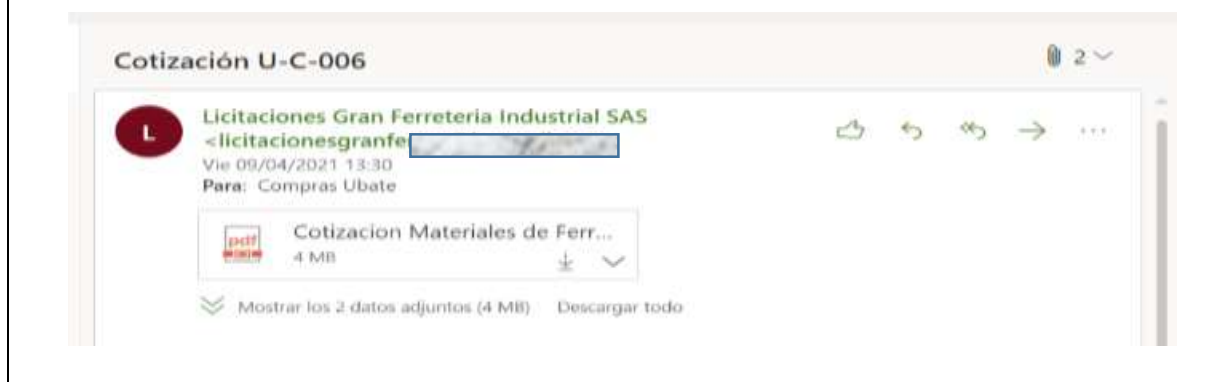 Cotización U-C-006
2
L
Licitaciones Gran Ferreteria Industrial SAS
<licitacionesgranfe
Vie 09/04/2021 13:30
Para: Compras Ubate
pdf
Cotizacion Materiales de Ferr...
4 MB
Mostrar los 2 datos adjuntos (4 MB) Descargar todo